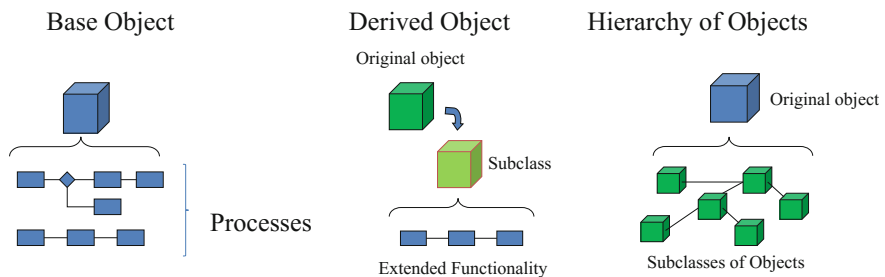 Base Object
Derived Object
Hierarchy of Objects
Original object
Original object
Subclass
Processes
Extended Functionality
Subclasses of Objects